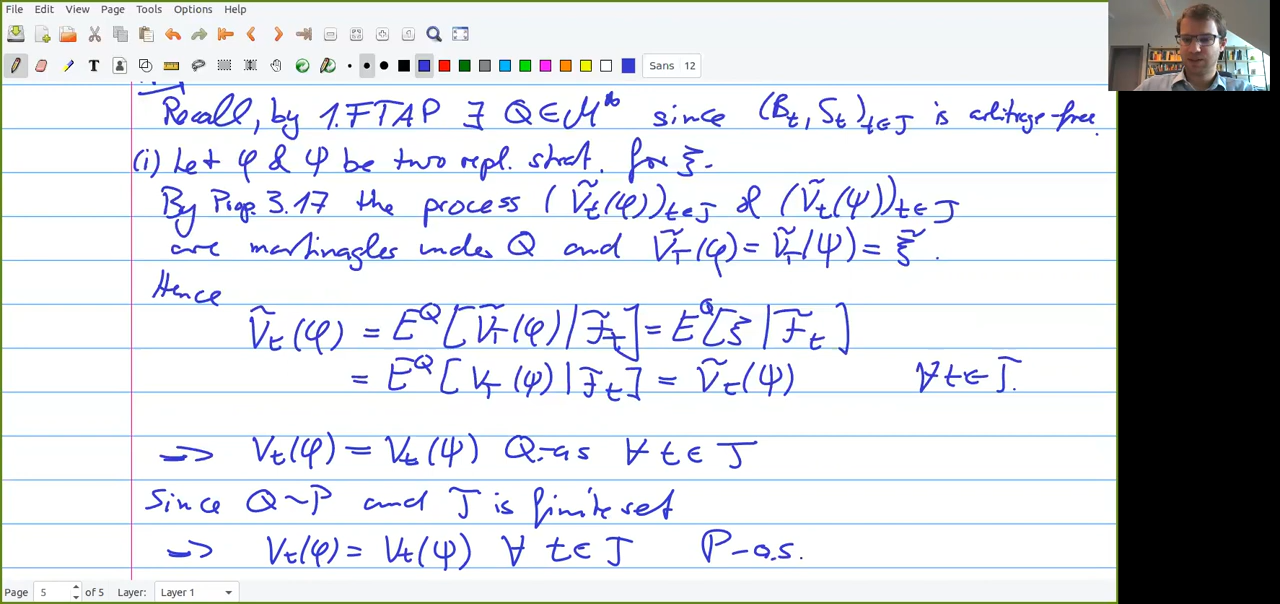 File Edit View Page Tools Options Help
Sans 12
Recall, by 1.FTAP ∃ Q∈M^b since (B_t, S_t)_{t∈J} is arbitrage-free.
(i) Let φ & ψ be two repl. strat. for ξ.
By Prop. 3.17 the process (Ṽ_t(φ))_{t∈J} & (Ṽ_t(ψ))_{t∈J}
are martinagles under Q and Ṽ_T(φ) = Ṽ_T(ψ) = ξ̃.
Hence
Ṽ_t(φ) = E^Q[Ṽ_T(φ) | F_t] = E^Q[ξ̃ | F_t]
= E^Q[V_T(ψ) | F_t] = Ṽ_t(ψ) ∀ t∈J.
⟹ V_t(φ) = V_t(ψ) Q-as ∀ t∈J
Since Q~P and J is finite set
⟹ V_t(φ) = V_t(ψ) ∀ t∈J P-a.s.
Page 5 of 5 Layer: Layer 1